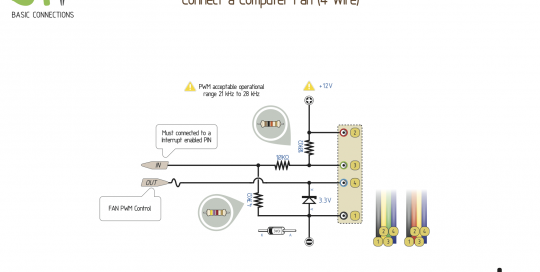 Connect a Computer Fan (4 Wire)
BASIC CONNECTIONS
PWM acceptable operational
range 21 kHz to 28 kHz
+12V
Must connected to a
Interrupt enabled PIN
IN
OUT
FAN PWM Control
10KΩ
10KΩ
4.7KΩ
3.3V
2
3
4
1
2 4
1 3
2 4
1 3